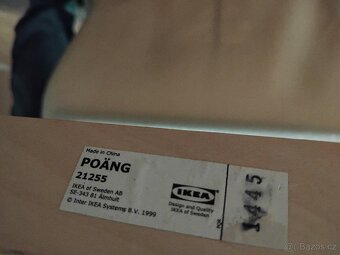 Made in China
POÄNG
21255
IKEA of Sweden AB
SE-343 81 Älmhult
© Inter IKEA Systems B.V. 1999
IKEA
Design and Quality
IKEA of Sweden
1445
Bazos.cz